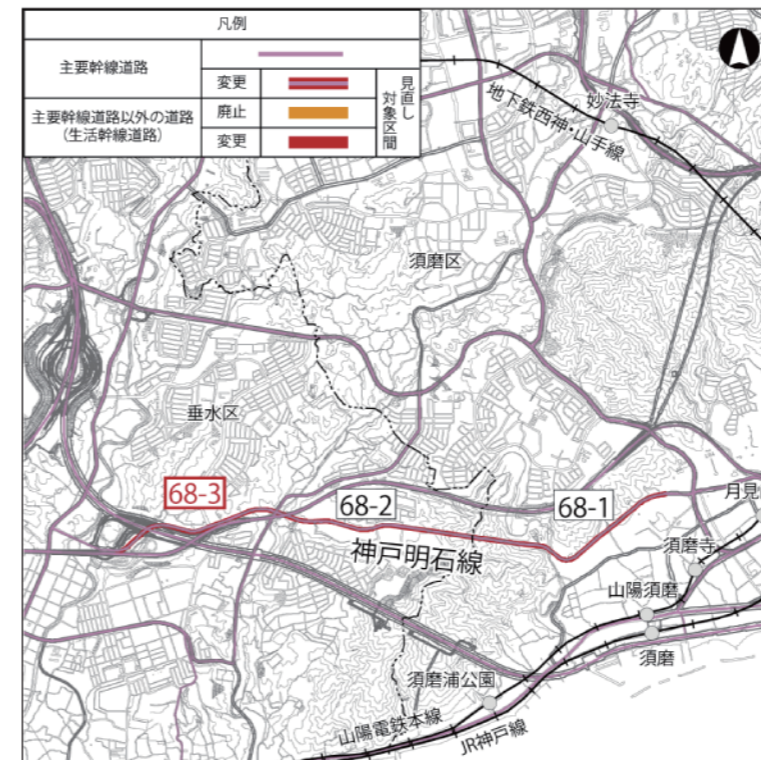 凡例
主要幹線道路
変更
主要幹線道路以外の道路
(生活幹線道路)
廃止
変更
見直し
対象区間
妙法寺
地下鉄西神・山手線
須磨区
垂水区
68-3
68-2
68-1
月見
神戸明石線
須磨寺
山陽須磨
須磨
須磨浦公園
山陽電鉄本線
JR神戸線